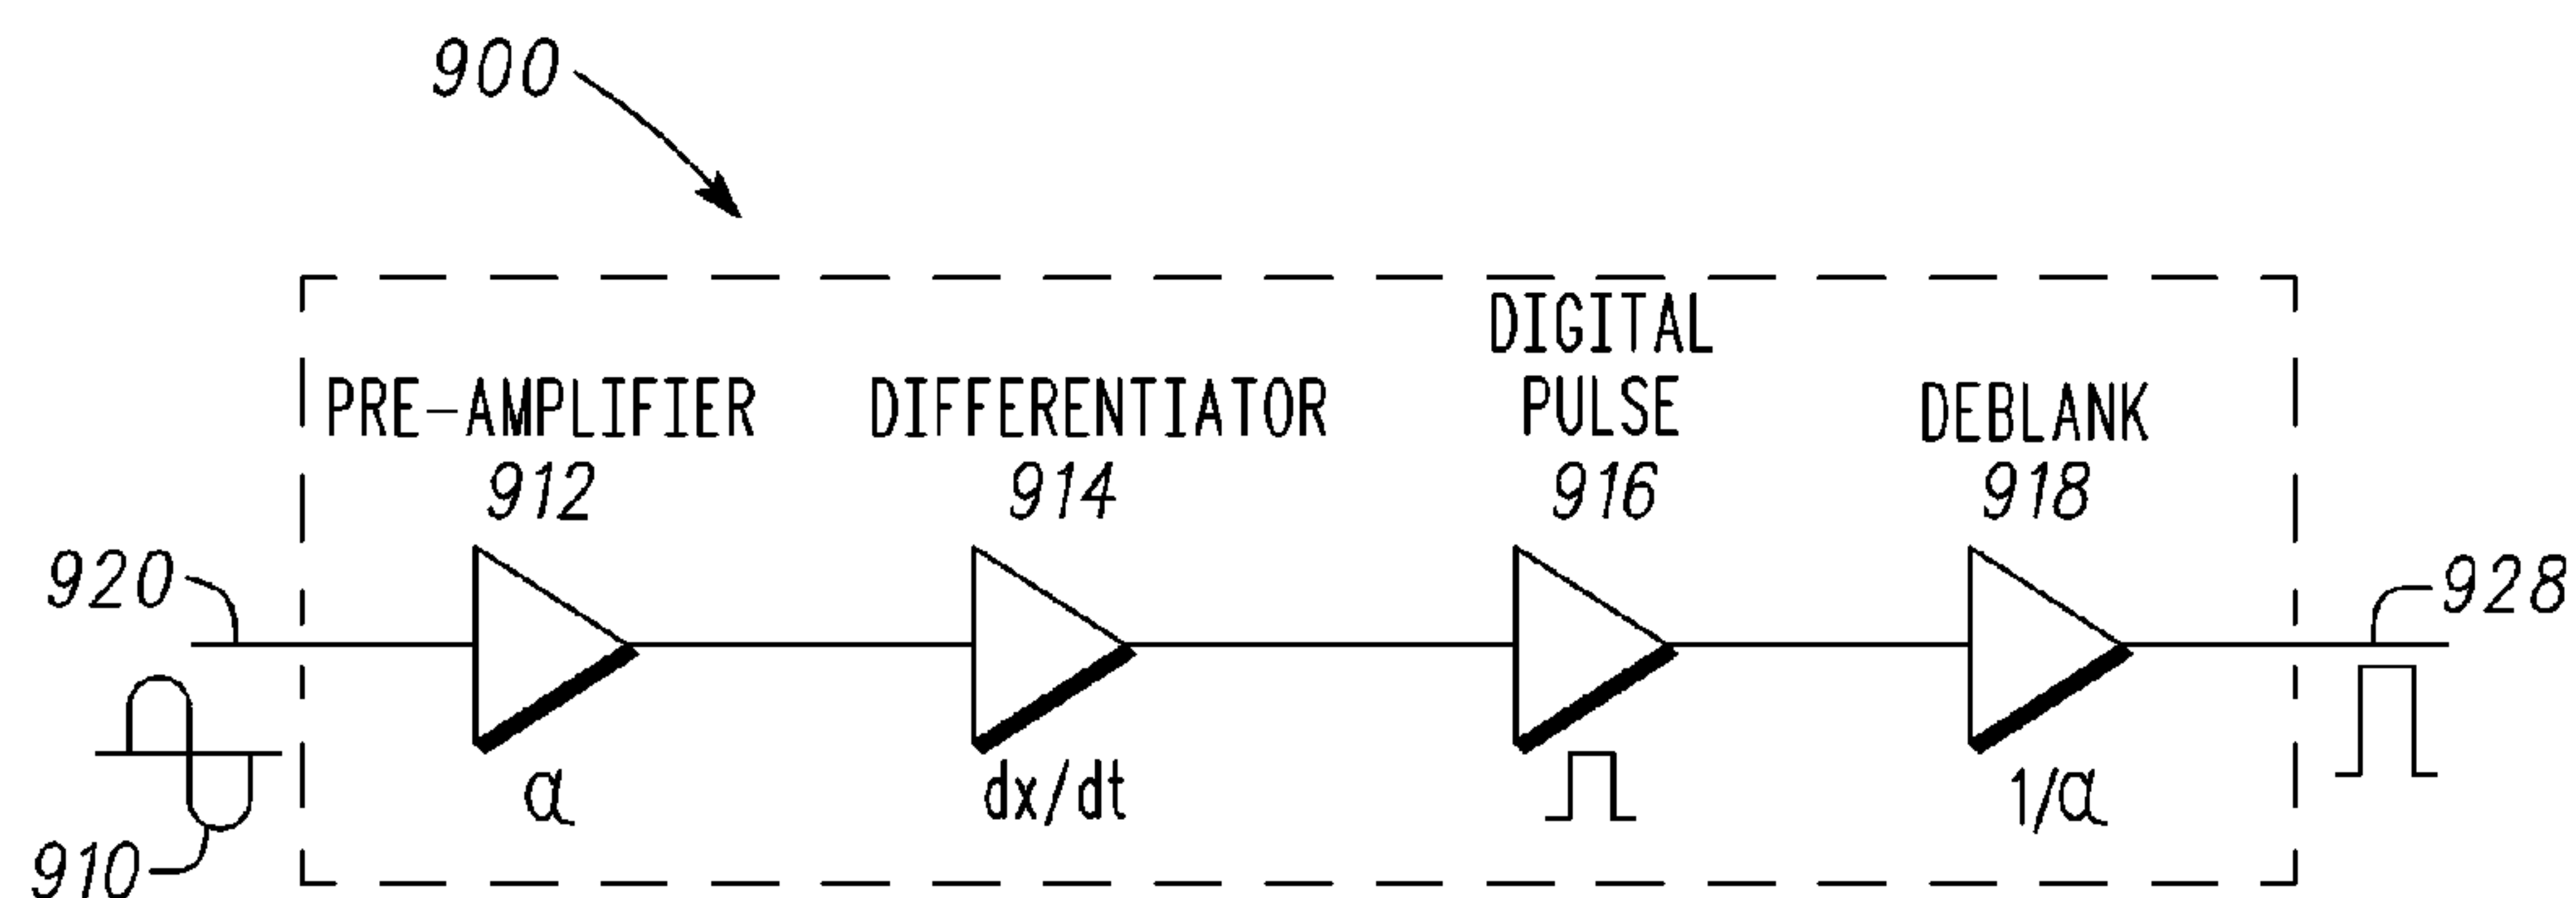 900
DIGITAL
PRE-AMPLIFIER DIFFERENTIATOR PULSE DEBLANK
912 914 916 918
920 928
α dx/dt 1/α
910